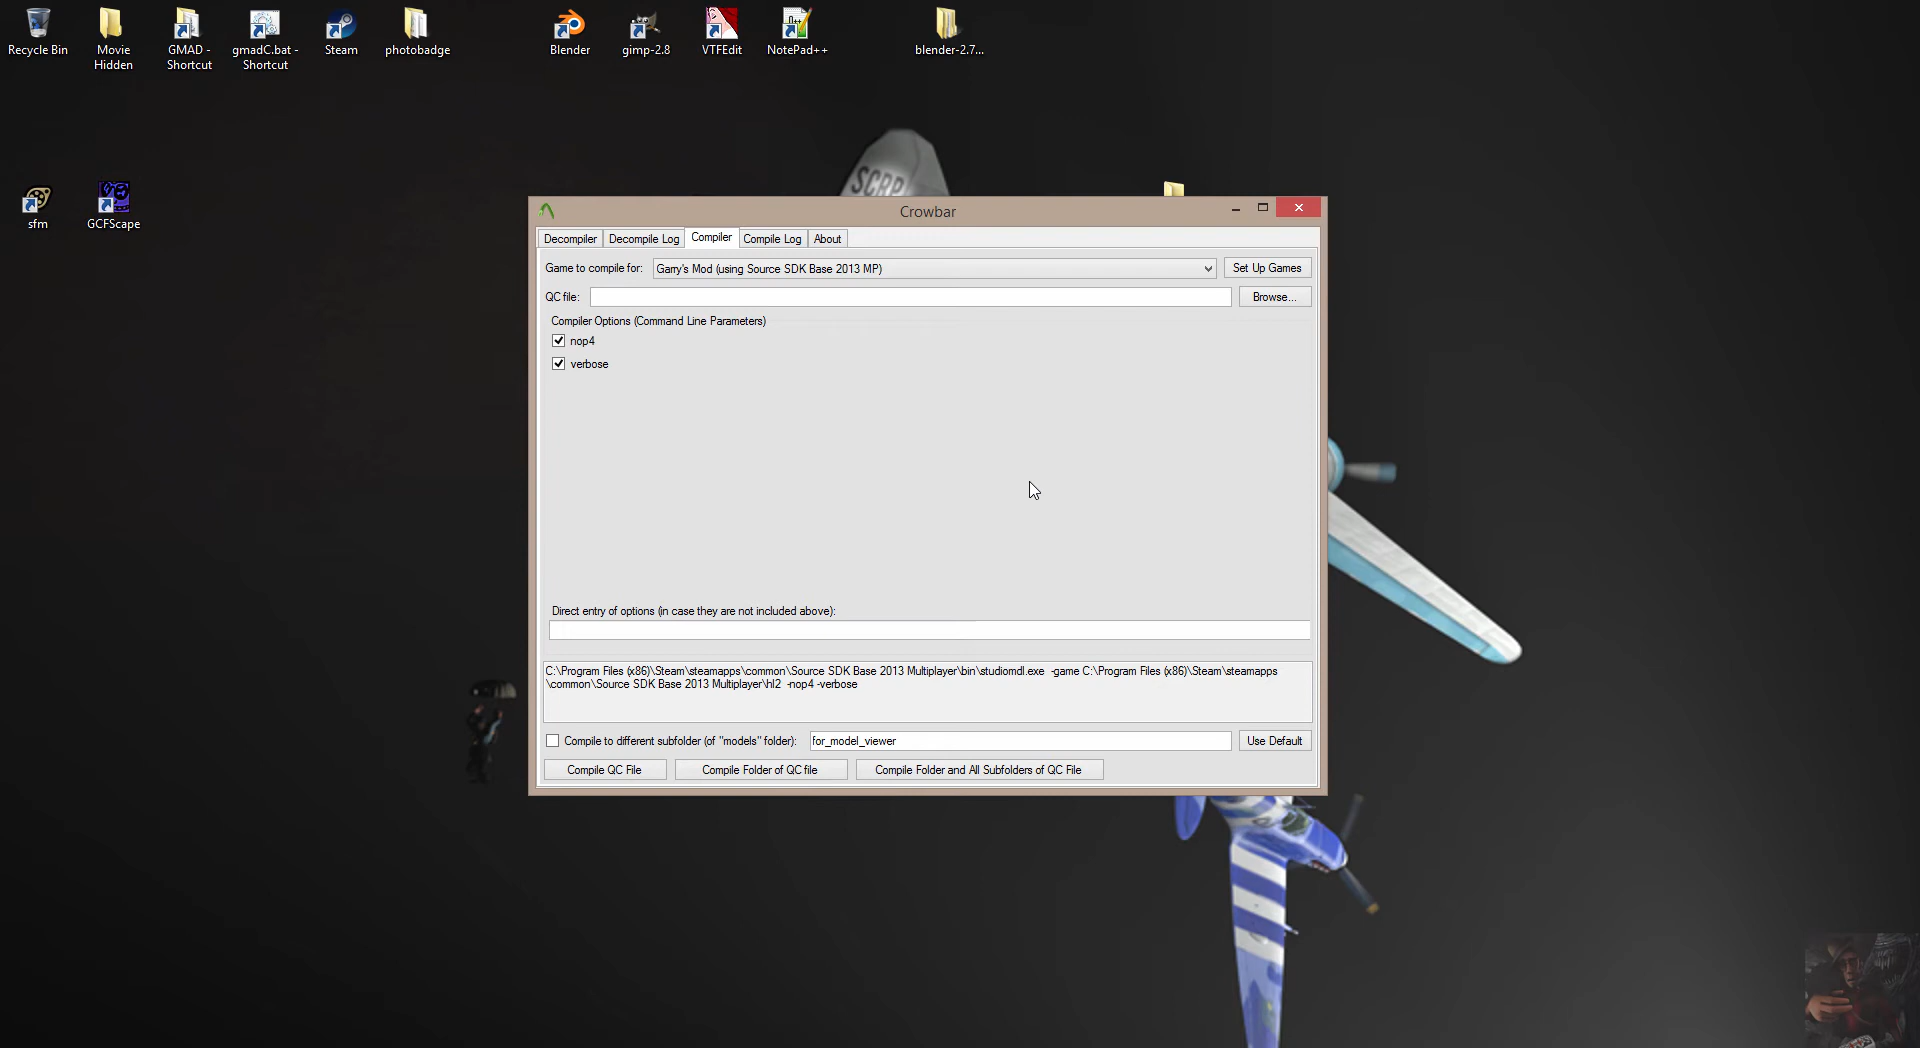 Recycle Bin
Movie
Hidden
GMAD -
Shortcut
gmadC.bat -
Shortcut
Steam
photobadge
Blender
gimp-2.8
VTFEdit
NotePad++
blender-2.7...
sfm
GCFScape
SCRP
Crowbar
Decompiler
Decompile Log
Compiler
Compile Log
About
Game to compile for:
Garry's Mod (using Source SDK Base 2013 MP)
Set Up Games
QC file:
Browse...
Compiler Options (Command Line Parameters)
nop4
verbose
Direct entry of options (in case they are not included above):
C:\Program Files (x86)\Steam\steamapps\common\Source SDK Base 2013 Multiplayer\bin\studiomdl.exe  -game C:\Program Files (x86)\Steam\steamapps
\common\Source SDK Base 2013 Multiplayer\hl2  -nop4 -verbose
Compile to different subfolder (of "models" folder):
for_model_viewer
Use Default
Compile QC File
Compile Folder of QC file
Compile Folder and All Subfolders of QC File